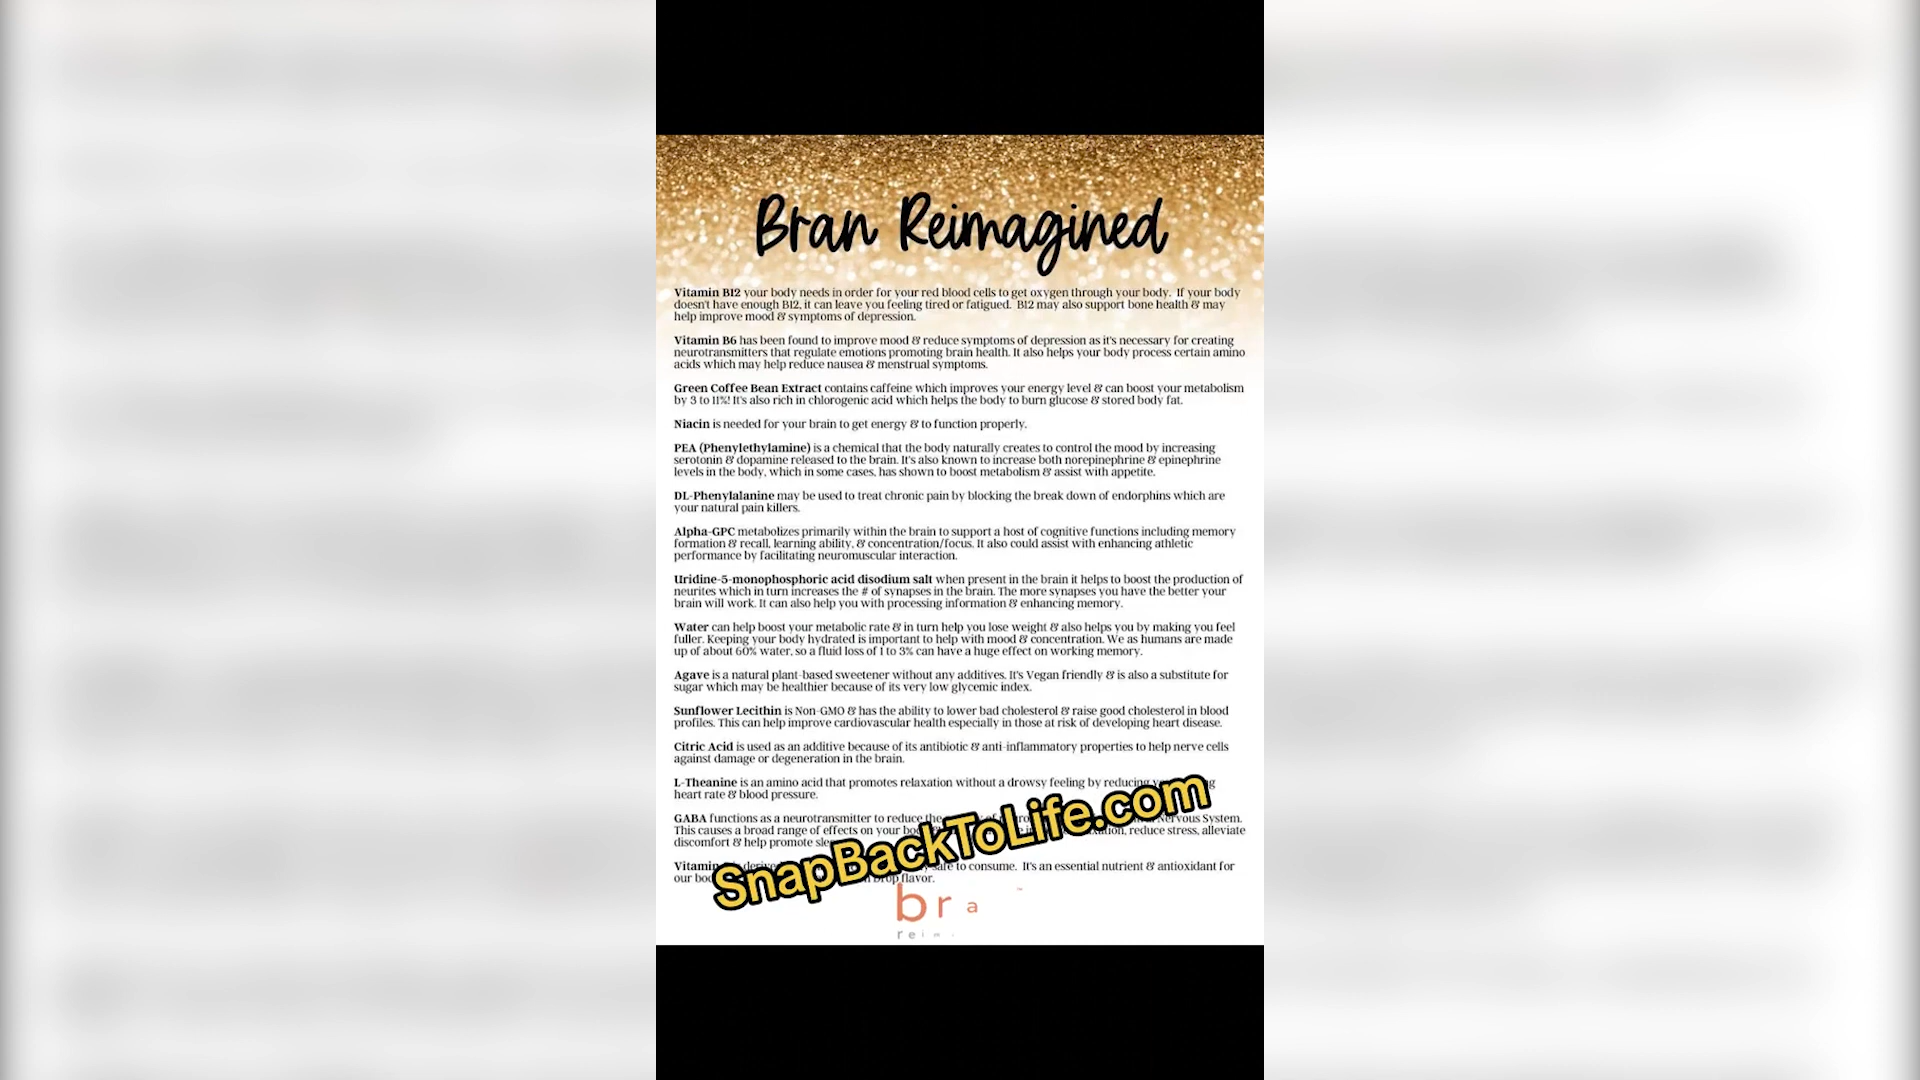 Bran Reimagined
Vitamin B12 your body needs in order for your red blood cells to get oxygen through your body. If your body
doesn't have enough B12, it can leave you feeling tired or fatigued. B12 may also support bone health & may
help improve mood & symptoms of depression.
Vitamin B6 has been found to improve mood & reduce symptoms of depression as it's necessary for creating
neurotransmitters that regulate emotions promoting brain health. It also helps your body process certain amino
acids which may help reduce nausea & menstrual symptoms.
Green Coffee Bean Extract contains caffeine which improves your energy level & can boost your metabolism
by 3 to 11%! It's also rich in chlorogenic acid which helps the body to burn glucose & stored body fat.
Niacin is needed for your brain to get energy & to function properly.
PEA (Phenylethylamine) is a chemical that the body naturally creates to control the mood by increasing
serotonin & dopamine released to the brain. It's also known to increase both norepinephrine & epinephrine
levels in the body, which in some cases, has shown to boost metabolism & assist with appetite.
DL-Phenylalanine may be used to treat chronic pain by blocking the break down of endorphins which are
your natural pain killers.
Alpha-GPC metabolizes primarily within the brain to support a host of cognitive functions including memory
formation & recall, learning ability, & concentration/focus. It also could assist with enhancing athletic
performance by facilitating neuromuscular interaction.
Uridine-5-monophosphoric acid disodium salt when present in the brain it helps to boost the production of
neurites which in turn increases the # of synapses in the brain. The more synapses you have the better your
brain will work. It can also help you with processing information & enhancing memory.
Water can help boost your metabolic rate & in turn help you lose weight & also helps you by making you feel
fuller. Keeping your body hydrated is important to help with mood & concentration. We as humans are made
up of about 60% water, so a fluid loss of 1 to 3% can have a huge effect on working memory.
Agave is a natural plant-based sweetener without any additives. It's Vegan friendly & is also a substitute for
sugar which may be healthier because of its very low glycemic index.
Sunflower Lecithin is Non-GMO & has the ability to lower bad cholesterol & raise good cholesterol in blood
profiles. This can help improve cardiovascular health especially in those at risk of developing heart disease.
Citric Acid is used as an additive because of its antibiotic & anti-inflammatory properties to help nerve cells
against damage or degeneration in the brain.
L-Theanine is an amino acid that promotes relaxation without a drowsy feeling by reducing
heart rate & blood pressure.
GABA functions as a neurotransmitter to reduce the Nervous System.
This causes a broad range of effects on your reduce stress, alleviate
discomfort & help promote
Vitamin safe to consume. It's an essential nutrient & antioxidant for
our flavor.
SnapBackToLife.com
bra
reim